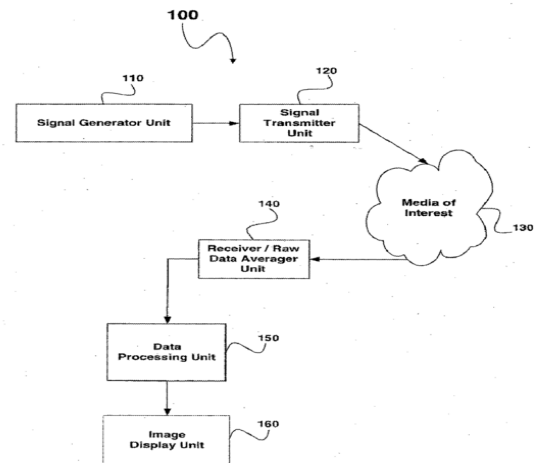 100
110
120
Signal Generator Unit
Signal
Transmitter
Unit
Media of
Interest
130
140
Receiver / Raw
Data Averager
Unit
150
Data
Processing Unit
160
Image
Display Unit